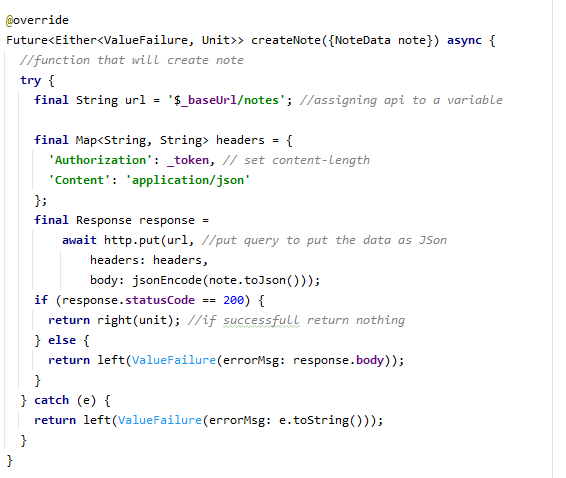 @override
Future<Either<ValueFailure, Unit>> createNote({NoteData note}) async {
//function that will create note
try {
final String url = '$_baseUrl/notes'; //assigning api to a variable
final Map<String, String> headers = {
'Authorization': _token, // set content-length
'Content': 'application/json'
};
final Response response =
await http.put(url, //put query to put the data as JSon
headers: headers,
body: jsonEncode(note.toJson()));
if (response.statusCode == 200) {
return right(unit); //if successfull return nothing
} else {
return left(ValueFailure(errorMsg: response.body));
}
} catch (e) {
return left(ValueFailure(errorMsg: e.toString()));
}
}